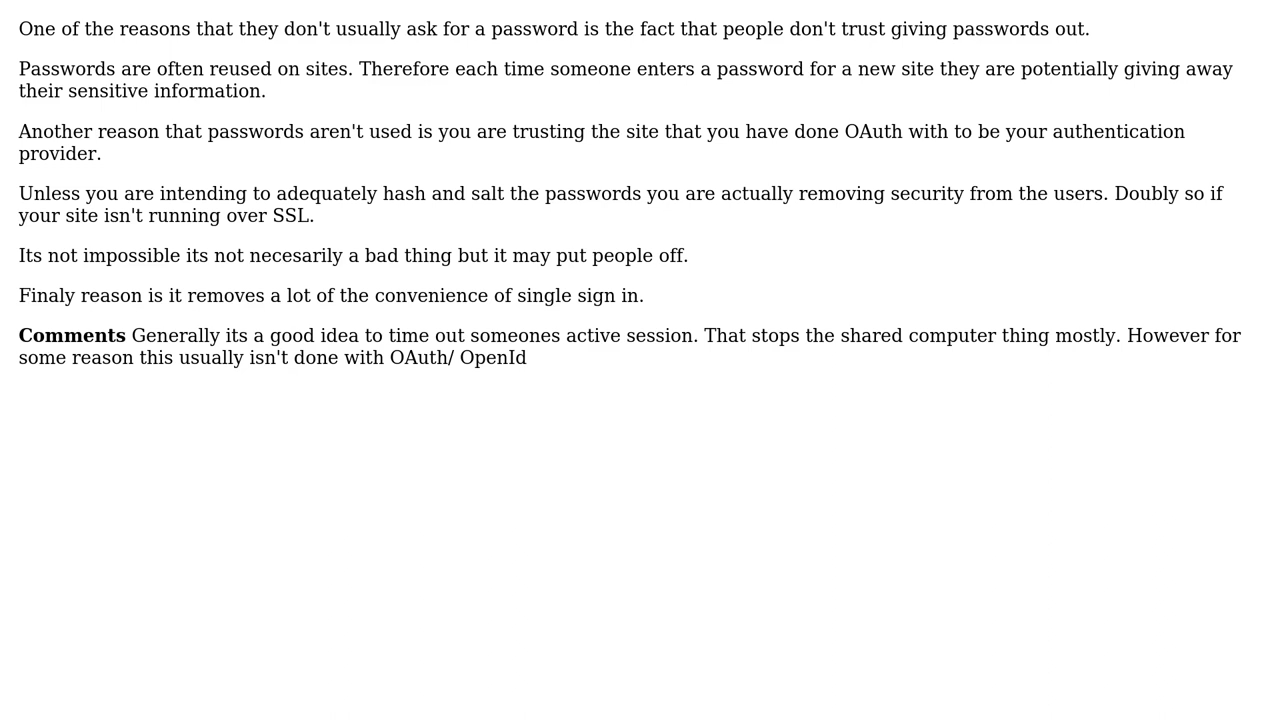 One of the reasons that they don't usually ask for a password is the fact that people don't trust giving passwords out.
Passwords are often reused on sites. Therefore each time someone enters a password for a new site they are potentially giving away
their sensitive information.
Another reason that passwords aren't used is you are trusting the site that you have done OAuth with to be your authentication
provider.
Unless you are intending to adequately hash and salt the passwords you are actually removing security from the users. Doubly so if
your site isn't running over SSL.
Its not impossible its not necesarily a bad thing but it may put people off.
Finaly reason is it removes a lot of the convenience of single sign in.
Comments Generally its a good idea to time out someones active session. That stops the shared computer thing mostly. However for
some reason this usually isn't done with OAuth/ OpenId